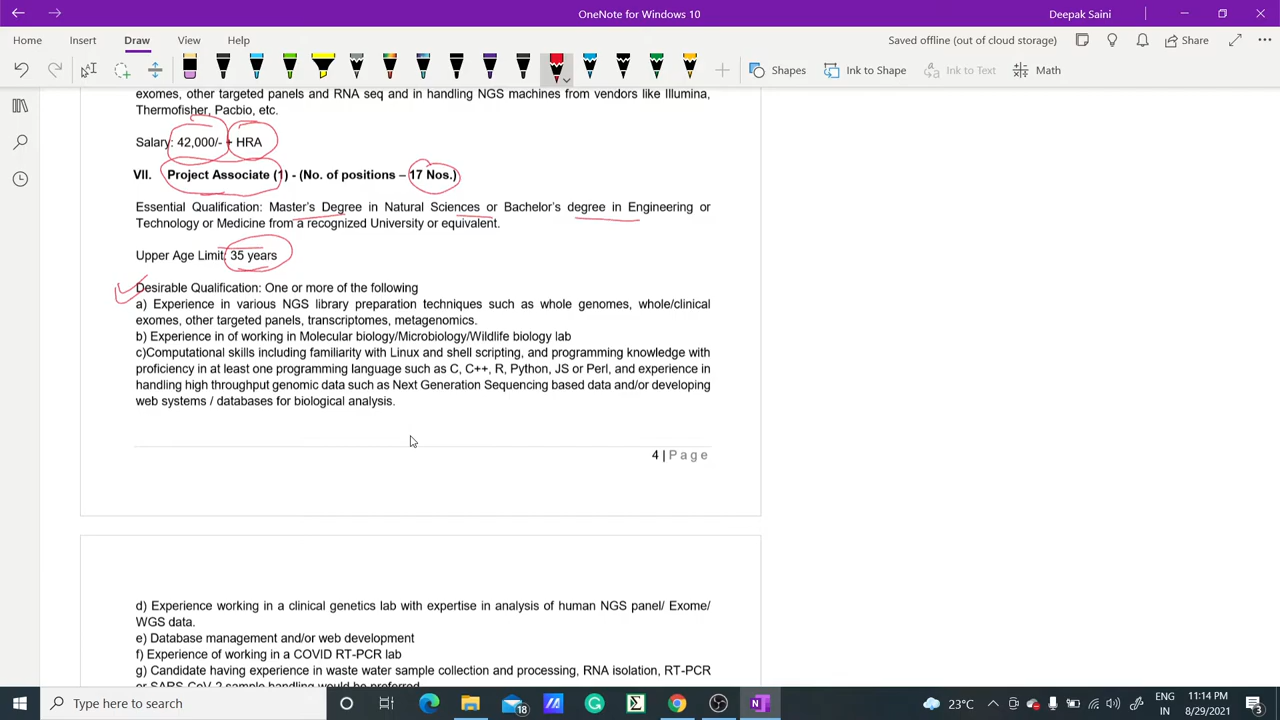 OneNote for Windows 10
Deepak Saini
Home Insert Draw View Help
Saved offline (out of cloud storage)
Share
Shapes
Ink to Shape
Ink to Text
Math
exomes, other targeted panels and RNA seq and in handling NGS machines from vendors like Illumina,
Thermofisher, Pacbio, etc.
Salary: 42,000/- + HRA
VII. Project Associate (1) - (No. of positions – 17 Nos.)
Essential Qualification: Master's Degree in Natural Sciences or Bachelor's degree in Engineering or
Technology or Medicine from a recognized University or equivalent.
Upper Age Limit: 35 years
Desirable Qualification: One or more of the following
a) Experience in various NGS library preparation techniques such as whole genomes, whole/clinical
exomes, other targeted panels, transcriptomes, metagenomics.
b) Experience in of working in Molecular biology/Microbiology/Wildlife biology lab
c)Computational skills including familiarity with Linux and shell scripting, and programming knowledge with
proficiency in at least one programming language such as C, C++, R, Python, JS or Perl, and experience in
handling high throughput genomic data such as Next Generation Sequencing based data and/or developing
web systems / databases for biological analysis.
4 | P a g e
d) Experience working in a clinical genetics lab with expertise in analysis of human NGS panel/ Exome/
WGS data.
e) Database management and/or web development
f) Experience of working in a COVID RT-PCR lab
g) Candidate having experience in waste water sample collection and processing, RNA isolation, RT-PCR
or SARS-CoV-2 sample handling would be preferred
Type here to search
18
23°C
ENG
IN
11:14 PM
8/29/2021
3